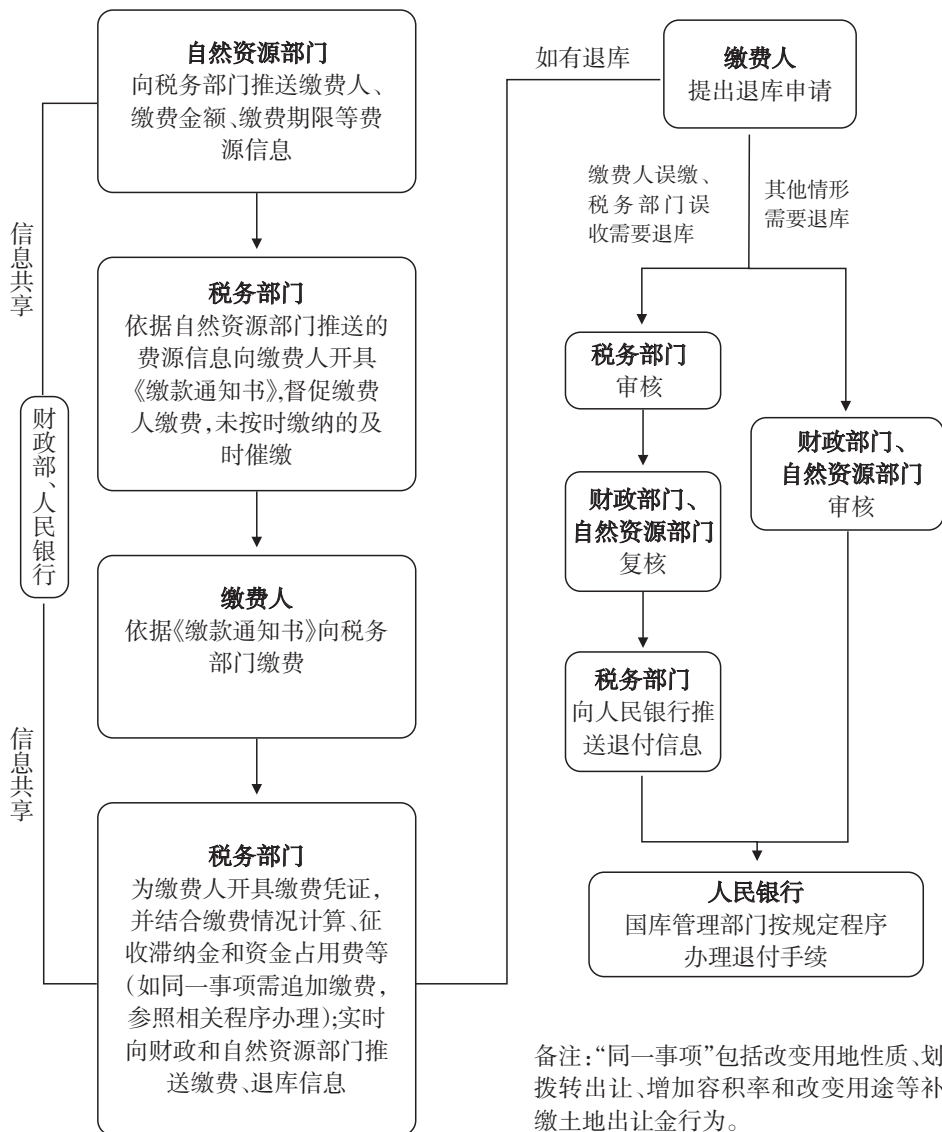 自然资源部门
向税务部门推送缴费人、
缴费金额、缴费期限等费
源信息
信息共享
税务部门
依据自然资源部门推送的
费源信息向缴费人开具
《缴款通知书》,督促缴费
人缴费,未按时缴纳的及
时催缴
财政部、人民银行
缴费人
依据《缴款通知书》向税务
部门缴费
信息共享
税务部门
为缴费人开具缴费凭证,
并结合缴费情况计算、征
收滞纳金和资金占用费等
(如同一事项需追加缴费,
参照相关程序办理);实时
向财政和自然资源部门推
送缴费、退库信息
如有退库
缴费人
提出退库申请
缴费人误缴、
税务部门误
收需要退库
其他情形
需要退库
税务部门
审核
财政部门、
自然资源部门
复核
税务部门
向人民银行推
送退付信息
财政部门、
自然资源部门
审核
人民银行
国库管理部门按规定程序
办理退付手续
备注:“同一事项”包括改变用地性质、划
拨转出让、增加容积率和改变用途等补
缴土地出让金行为。